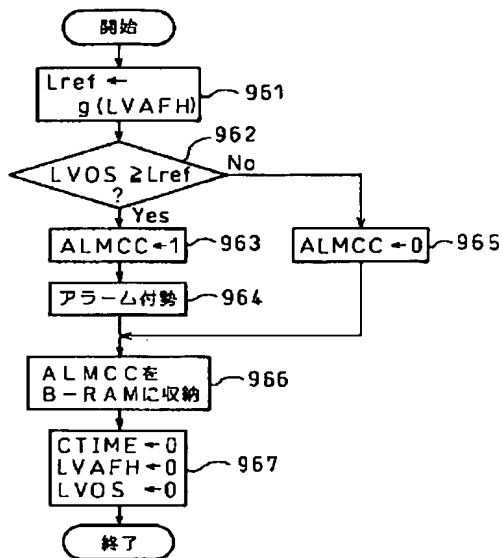 開始
Lref ←
g(LVAFH)
961
962
LVOS ≧Lref
?
No
Yes
ALMCC←1
963
ALMCC←0
965
アラーム付勢
964
ALMCCを
B-RAMに収納
966
CTIME←0
LVAFH←0
LVOS ←0
967
終了